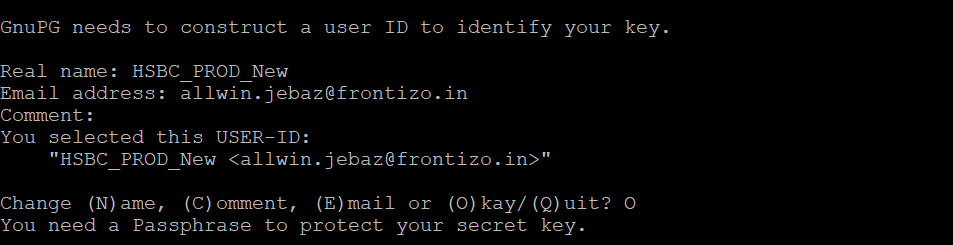 GnuPG needs to construct a user ID to identify your key.
Real name: HSBC_PROD_New
Email address: allwin.jebaz@frontizo.in
Comment:
You selected this USER-ID:
"HSBC_PROD_New <allwin.jebaz@frontizo.in>"
Change (N)ame, (C)omment, (E)mail or (O)kay/(Q)uit? O
You need a Passphrase to protect your secret key.